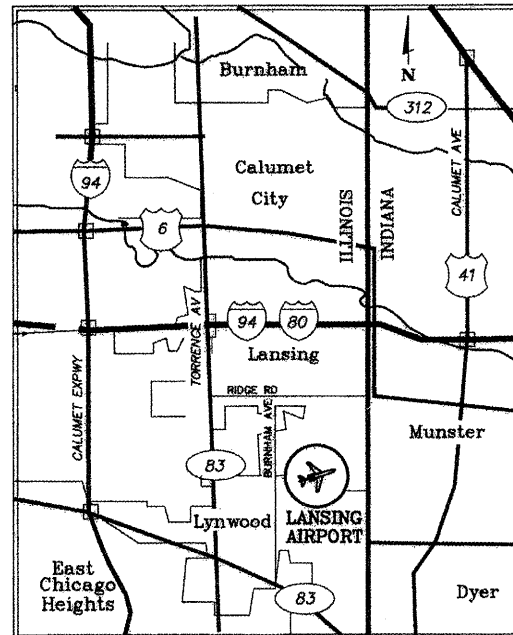 Burnham
N
312
CALUMET AVE
94
Calumet
City
ILLINOIS
INDIANA
6
41
TORRENCE AV
94
80
Lansing
CALUMET EXPWY
RIDGE RD
BURNHAM AVE
Munster
83
Lynwood
LANSING
AIRPORT
East
Chicago
Heights
83
Dyer